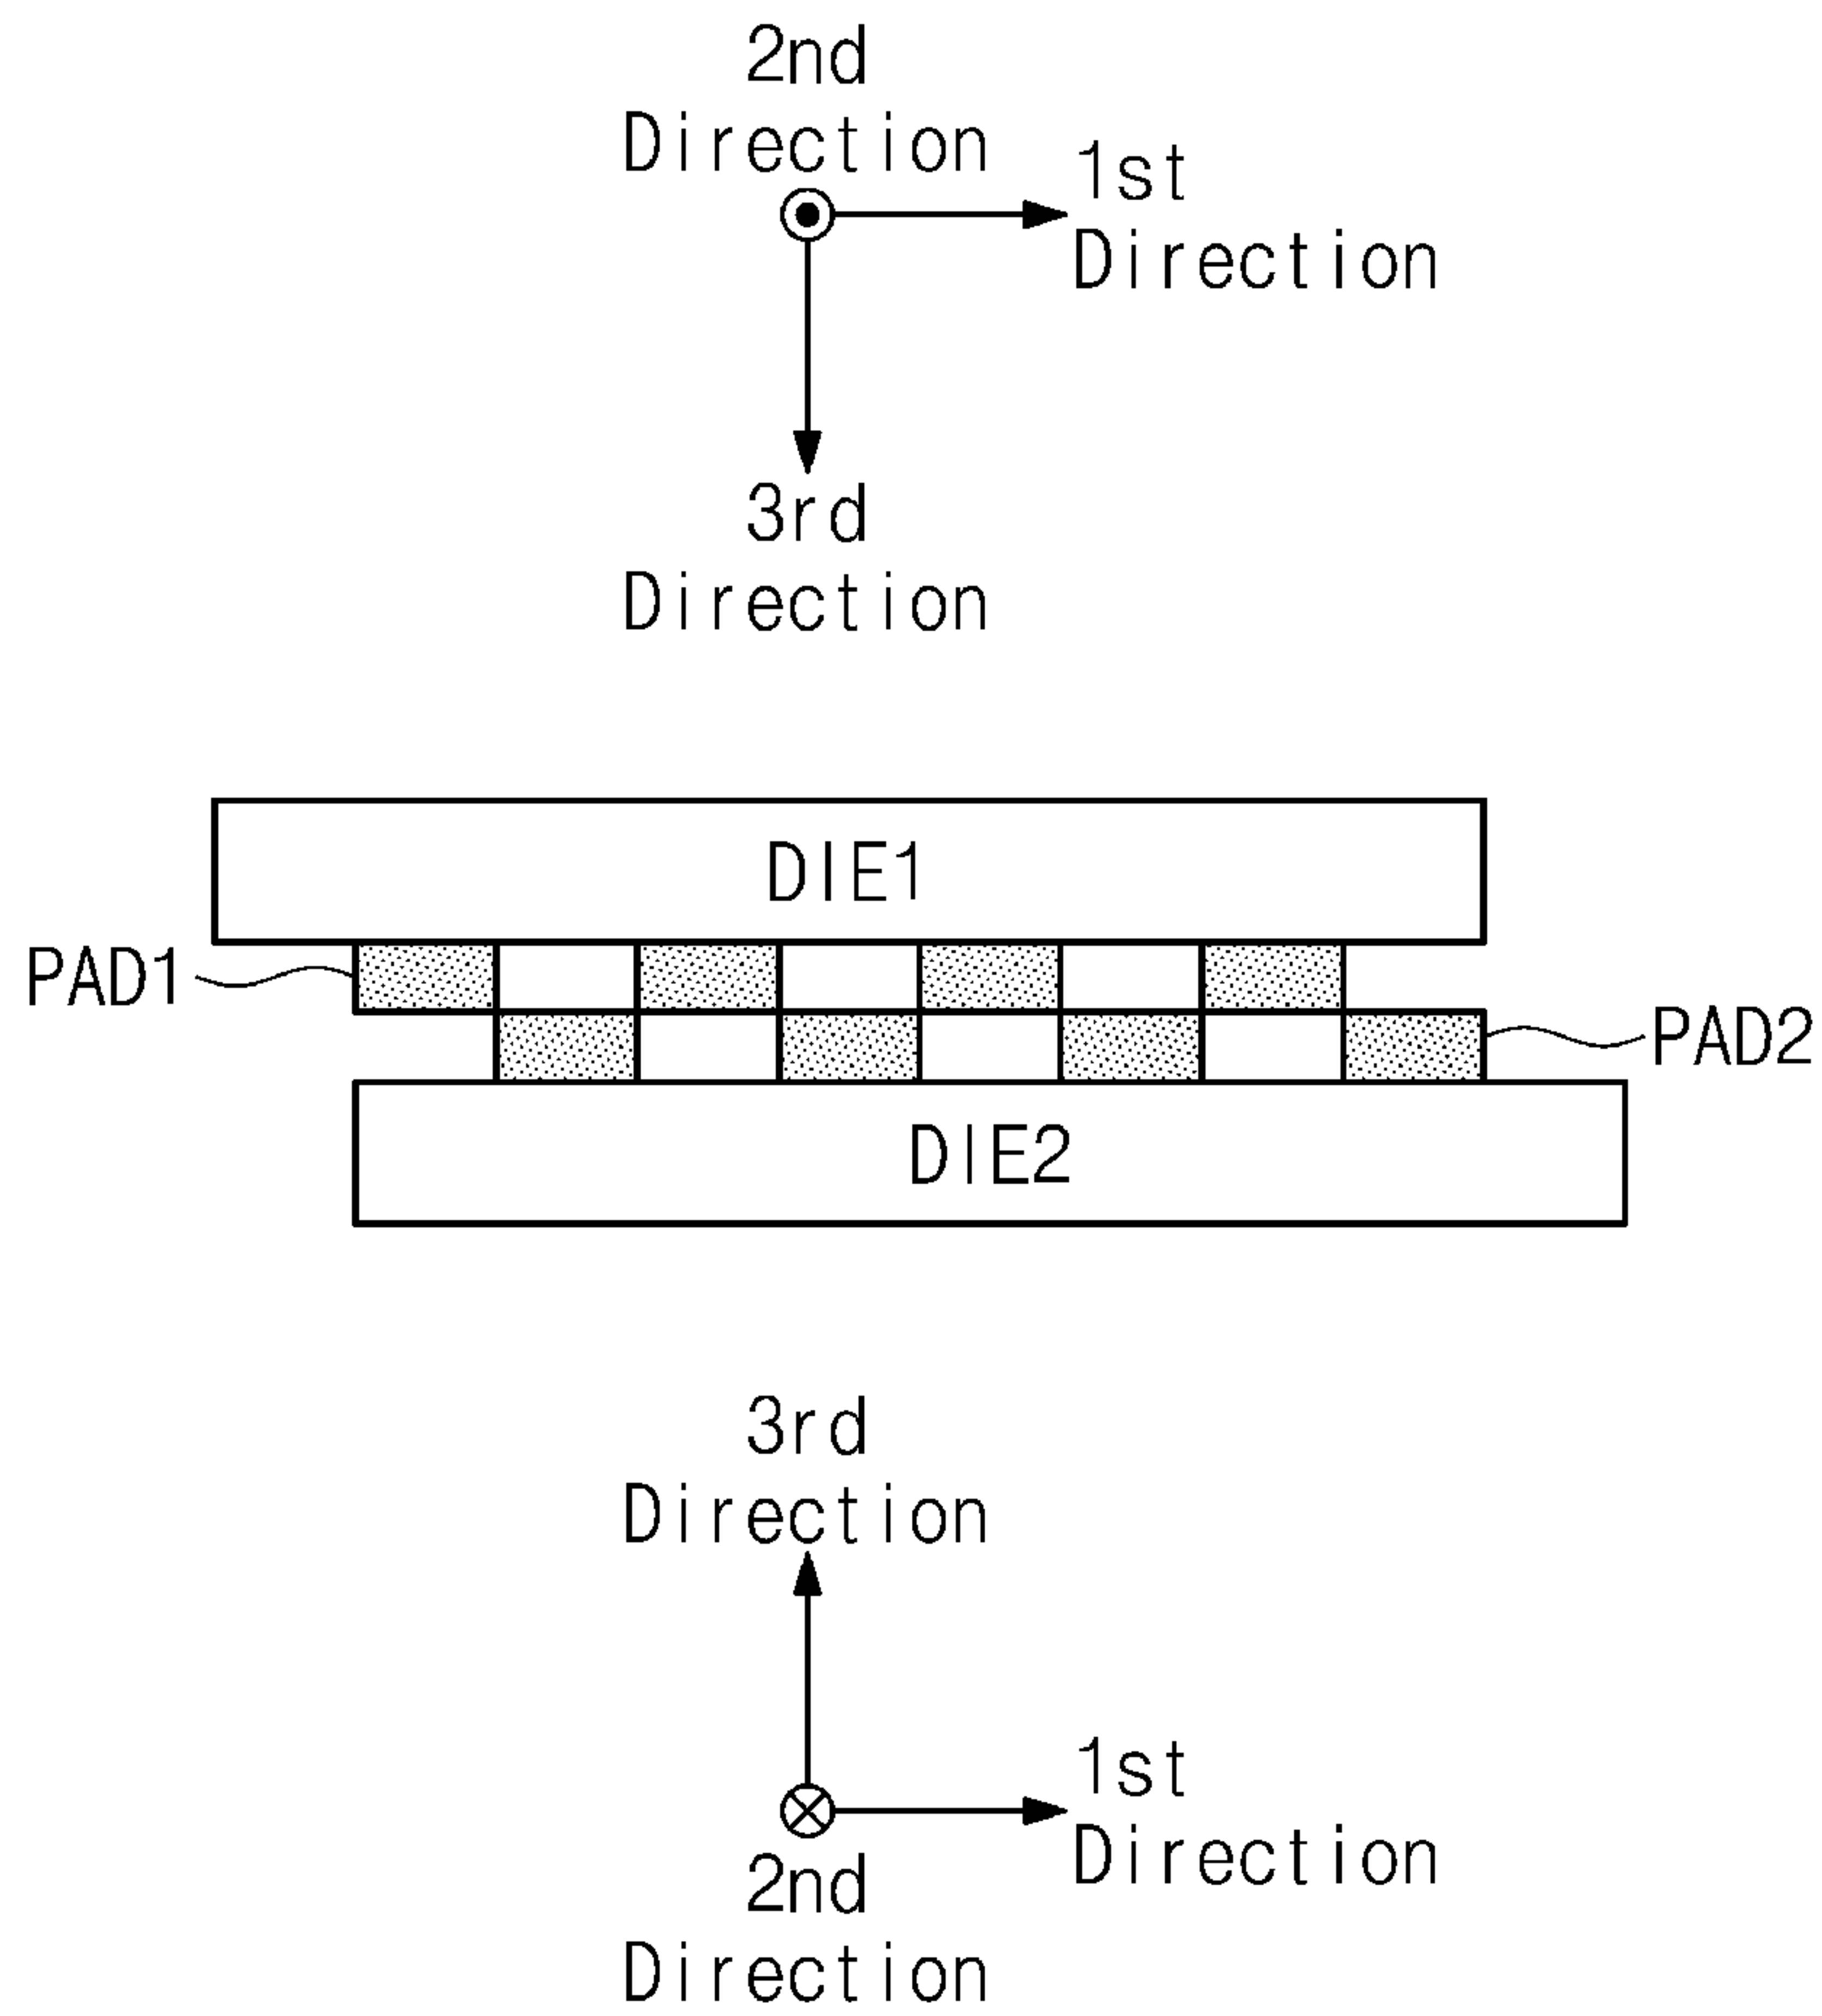 2nd
Direction
1st
Direction
3rd
Direction
DIE1
PAD1
PAD2
DIE2
3rd
Direction
1st
Direction
2nd
Direction